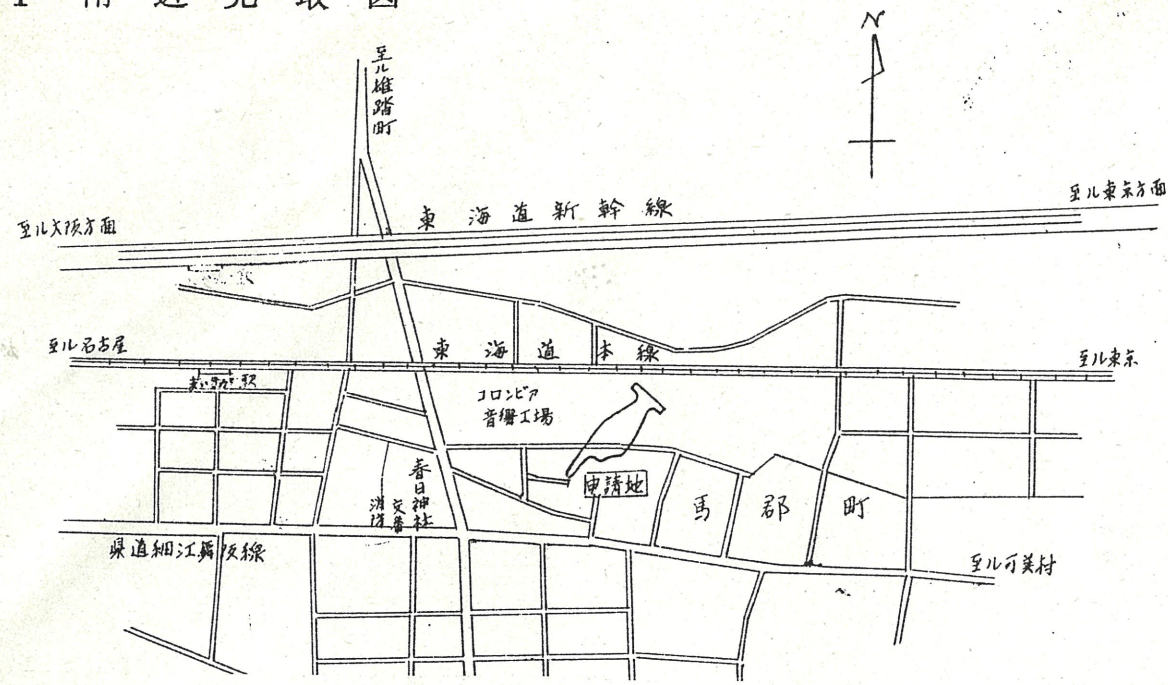 附近見取図
N
至ル雄踏町
東海道新幹線
至ル東京方面
至ル大阪方面
至ル名古屋
東海道本線
至ル東京
コロンビア
音響工場
申請地
春日神社
交番
消防
馬郡町
県道細江舞阪線
至ル可美村